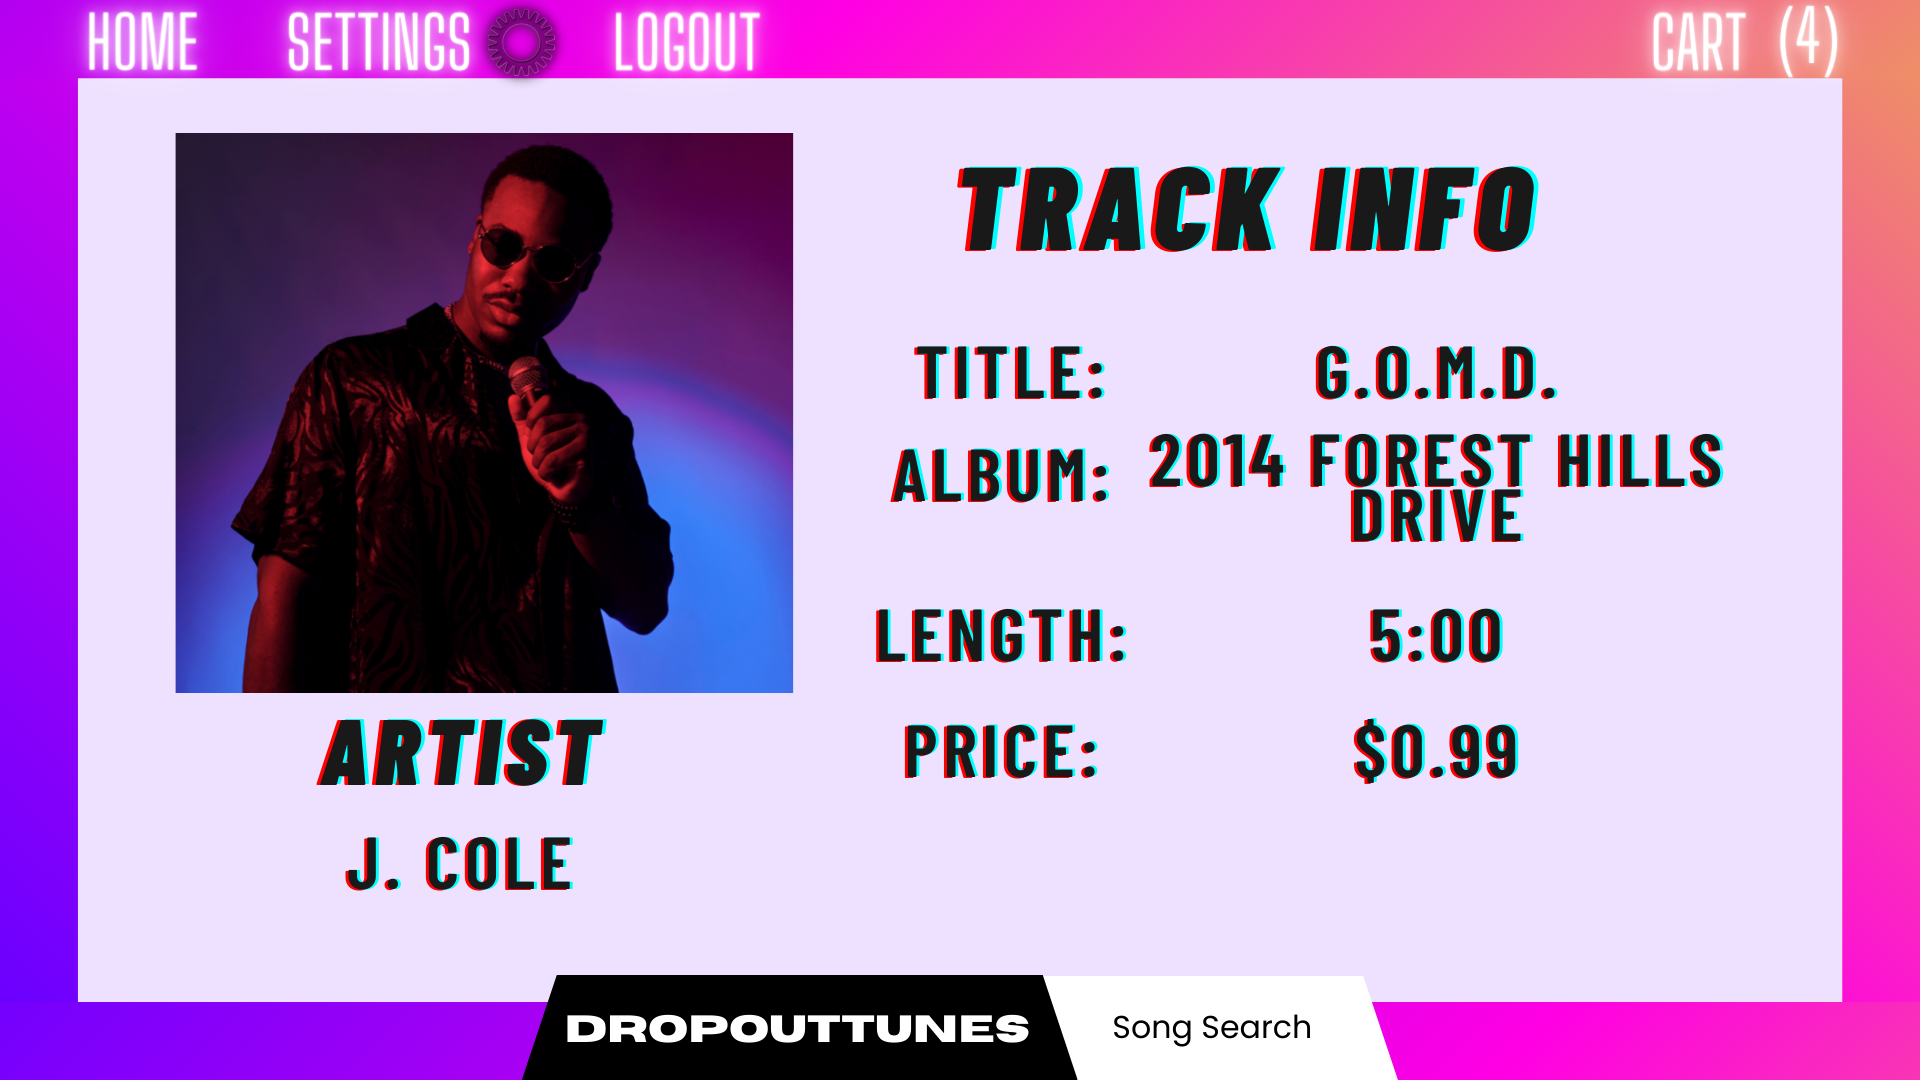 HOME SETTINGS LOGOUT CART (4)
TRACK INFO
TITLE: G.O.M.D.
ALBUM: 2014 FOREST HILLS
DRIVE
LENGTH: 5:00
PRICE: $0.99
ARTIST
J. COLE
DROPOUTTUNES Song Search